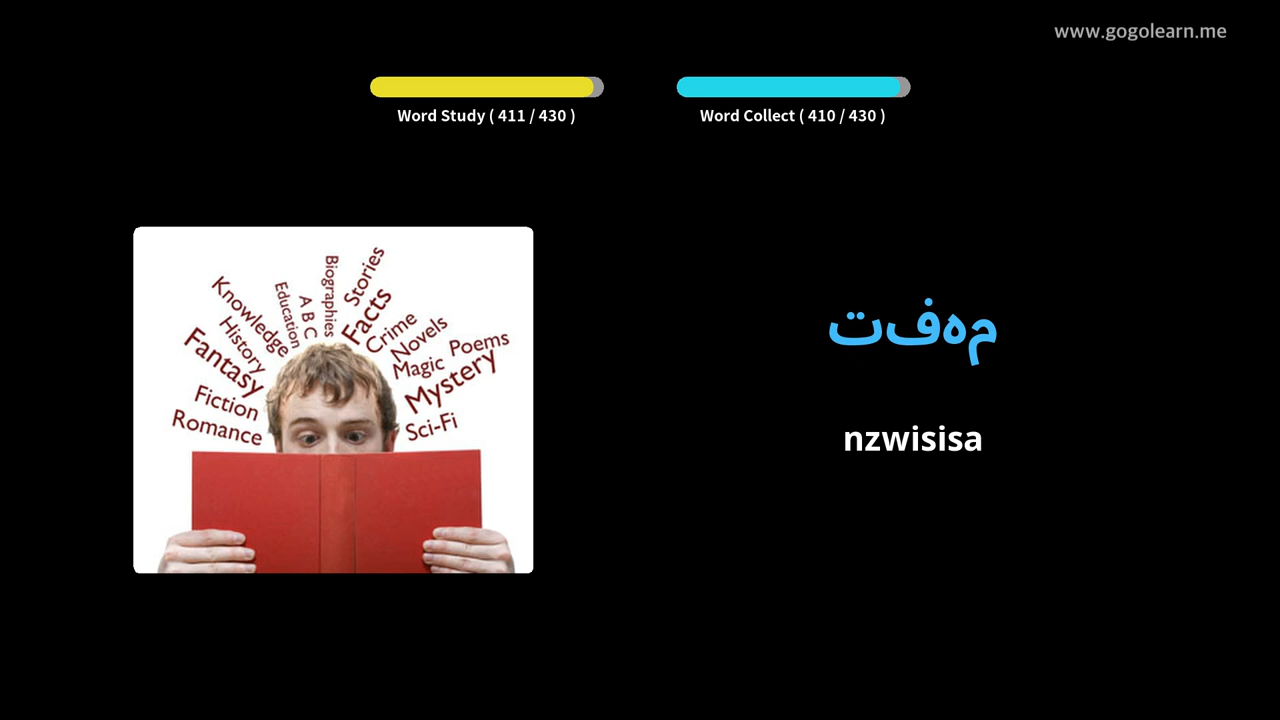 www.gogolearn.me
Word Study ( 411 / 430 )
Word Collect ( 410 / 430 )
Knowledge
Education
A B C
Biographies
Stories
Facts
Crime
Novels
Poems
Magic
Mystery
Sci-Fi
History
Fantasy
Fiction
Romance
مهفت
nzwisisa